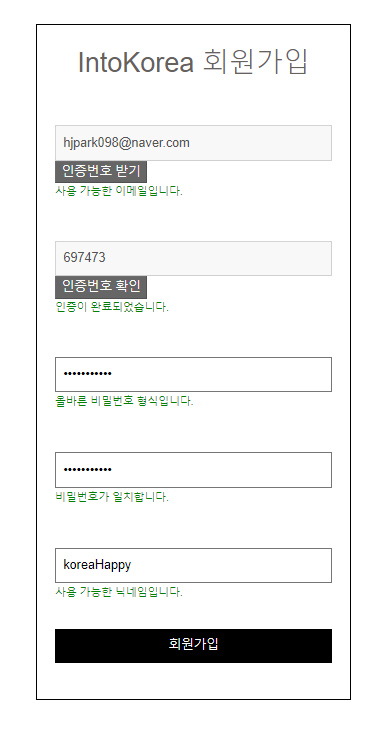 IntoKorea 회원가입
hjpark098@naver.com
인증번호 받기
사용 가능한 이메일입니다.
697473
인증번호 확인
인증이 완료되었습니다.
•••••••••••
올바른 비밀번호 형식입니다.
•••••••••••
비밀번호가 일치합니다.
koreaHappy
사용 가능한 닉네임입니다.
회원가입